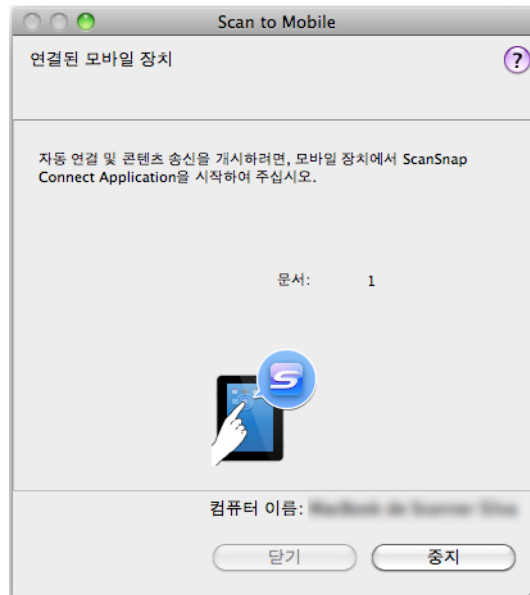 Scan to Mobile
연결된 모바일 장치
?
자동 연결 및 콘텐츠 송신을 개시하려면, 모바일 장치에서 ScanSnap
Connect Application을 시작하여 주십시오.
문서: 1
컴퓨터 이름:
닫기 중지